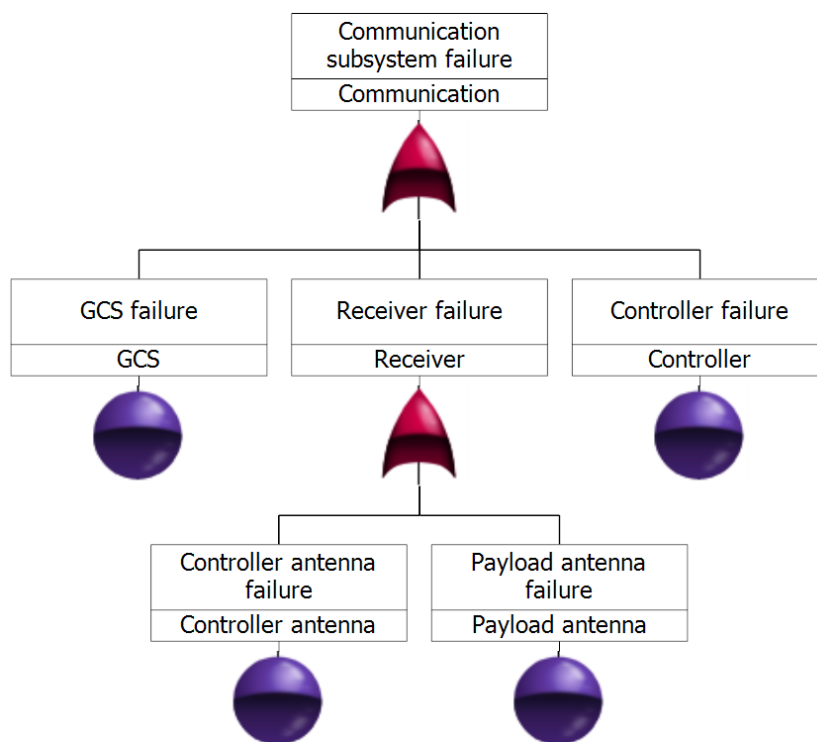 Communication
subsystem failure
Communication
GCS failure
GCS
Receiver failure
Receiver
Controller failure
Controller
Controller antenna
failure
Controller antenna
Payload antenna
failure
Payload antenna